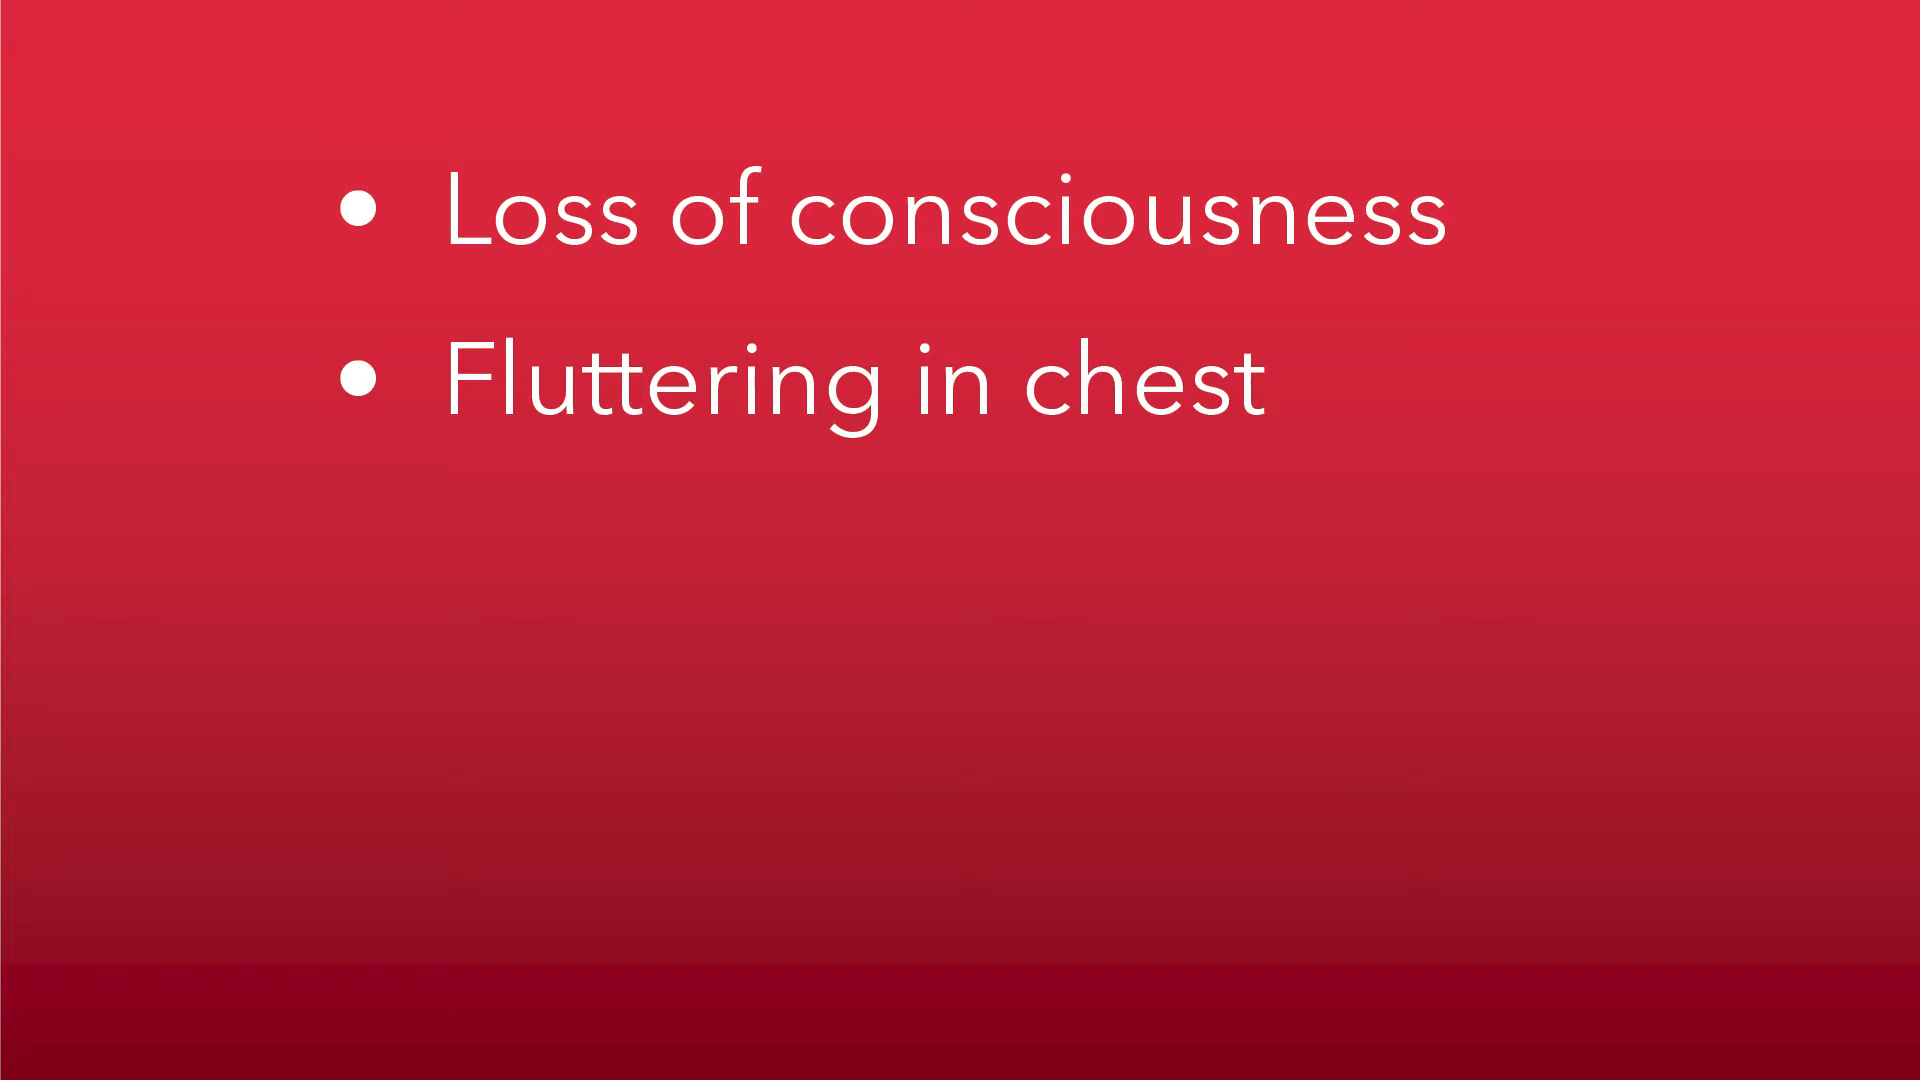 • Loss of consciousness
• Fluttering in chest